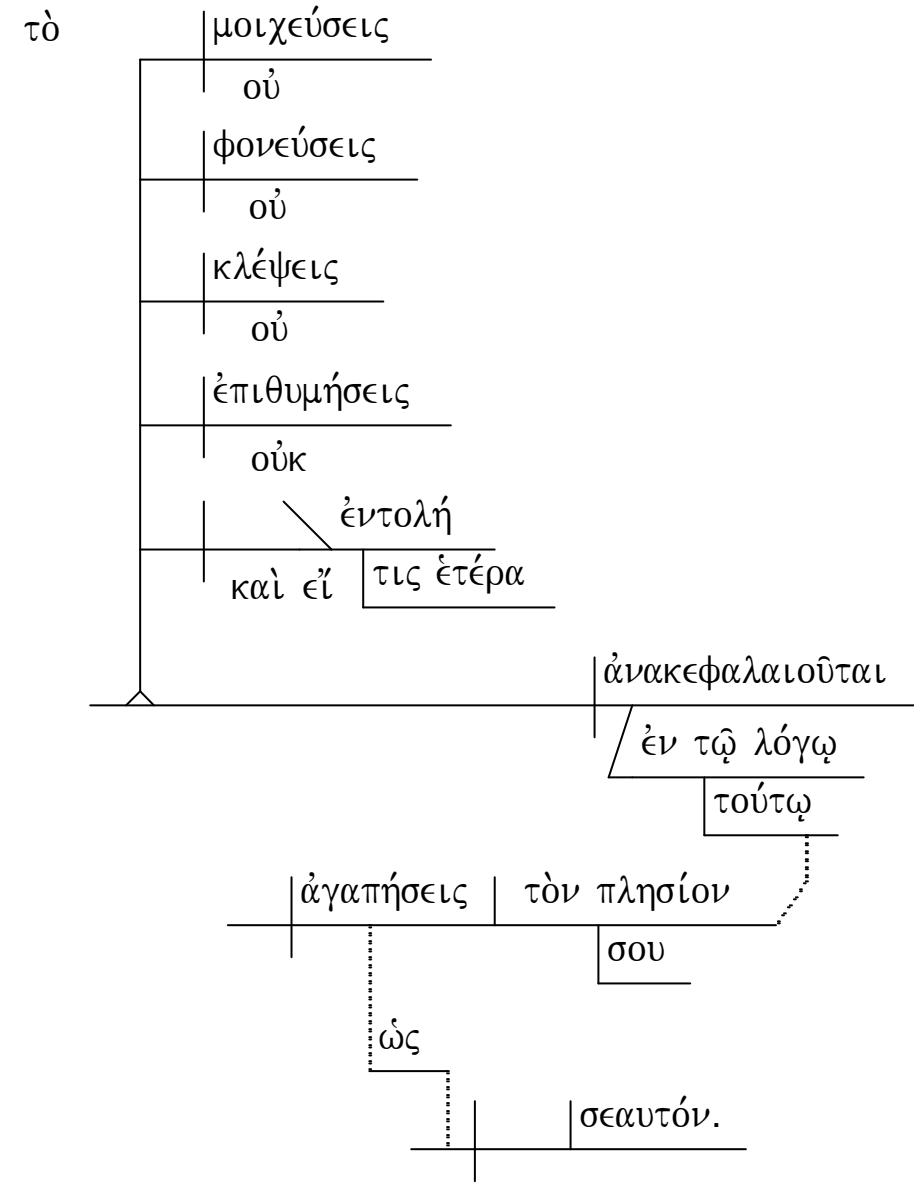 τὸ μοιχεύσεις
οὐ
φονεύσεις
οὐ
κλέψεις
οὐ
ἐπιθυμήσεις
οὐκ
ἐντολή
καὶ εἴ τις ἑτέρα
ἀνακεφαλαιοῦται
ἐν τῷ λόγῳ
τούτῳ
ἀγαπήσεις τὸν πλησίον
σου
ὡς
σεαυτόν.